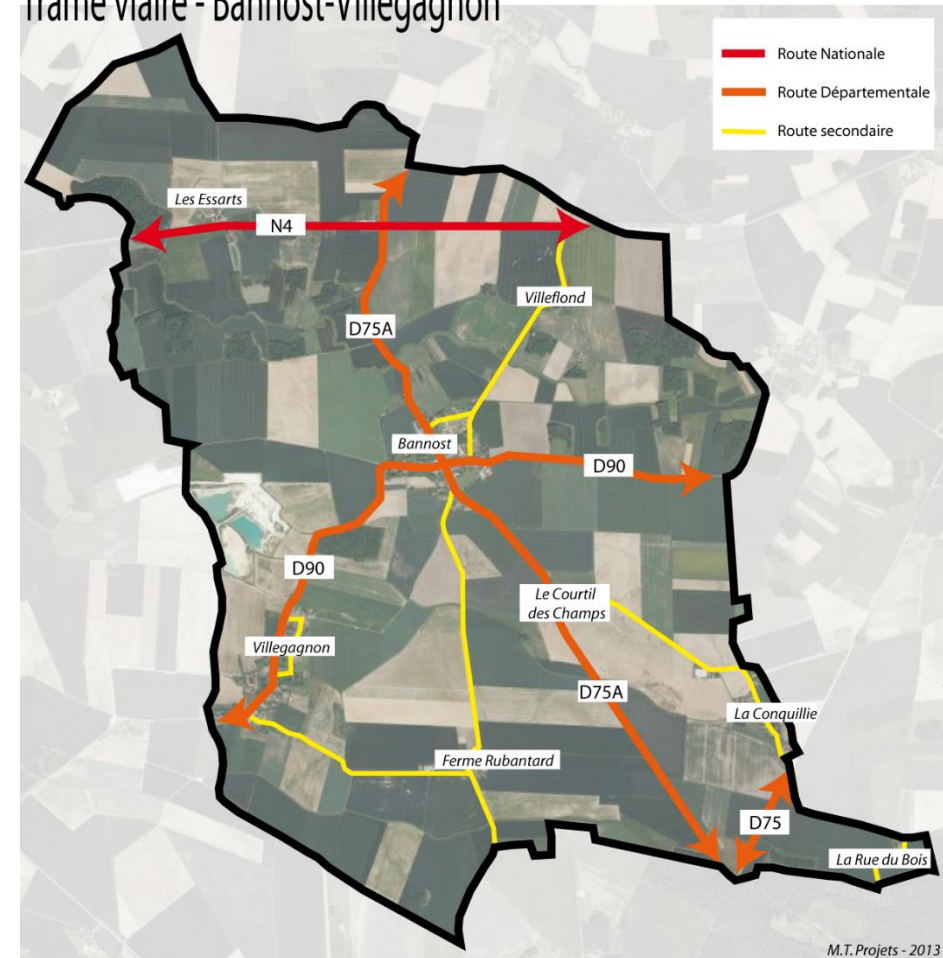 Trame viaire - Bannost-Villegagnon
Route Nationale
Route Départementale
Route secondaire
Les Essarts
N4
Villeflond
D75A
Bannost
D90
D90
Le Courtil
des Champs
Villegagnon
D75A
La Conquillie
Ferme Rubantard
D75
La Rue du Bois
M.T. Projets - 2013